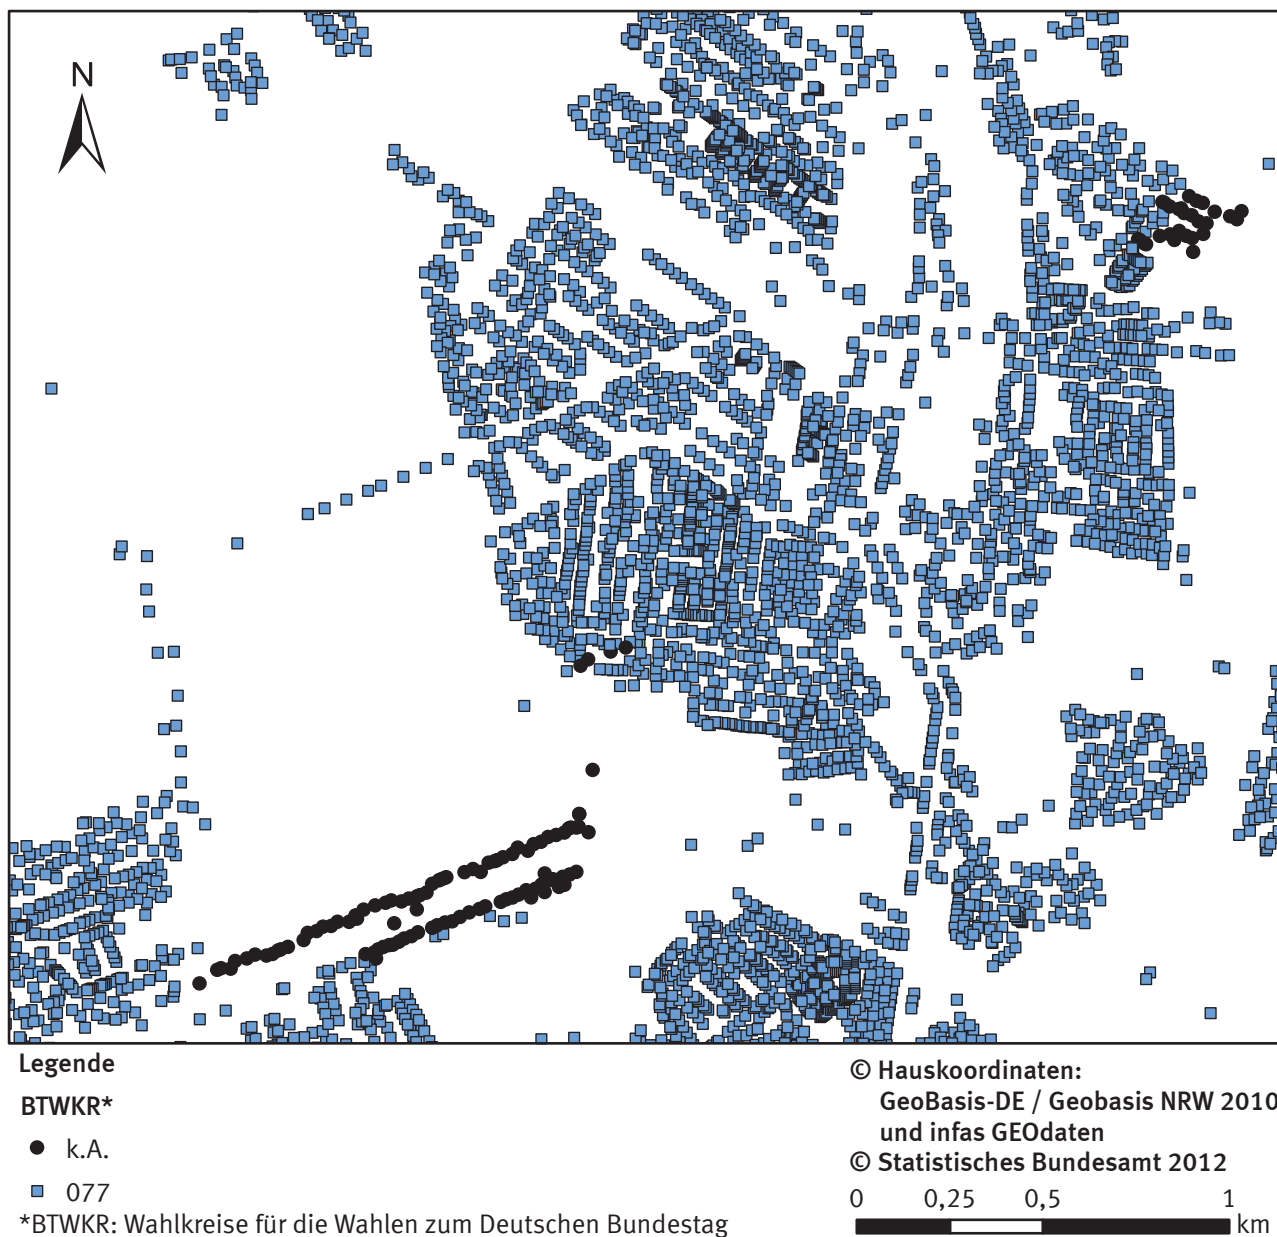 N
Legende
BTWKR*
k.A.
077
*BTWKR: Wahlkreise für die Wahlen zum Deutschen Bundestag
© Hauskoordinaten:
GeoBasis-DE / Geobasis NRW 2010
und infas GEOdaten
© Statistisches Bundesamt 2012
0 0,25 0,5 1
km